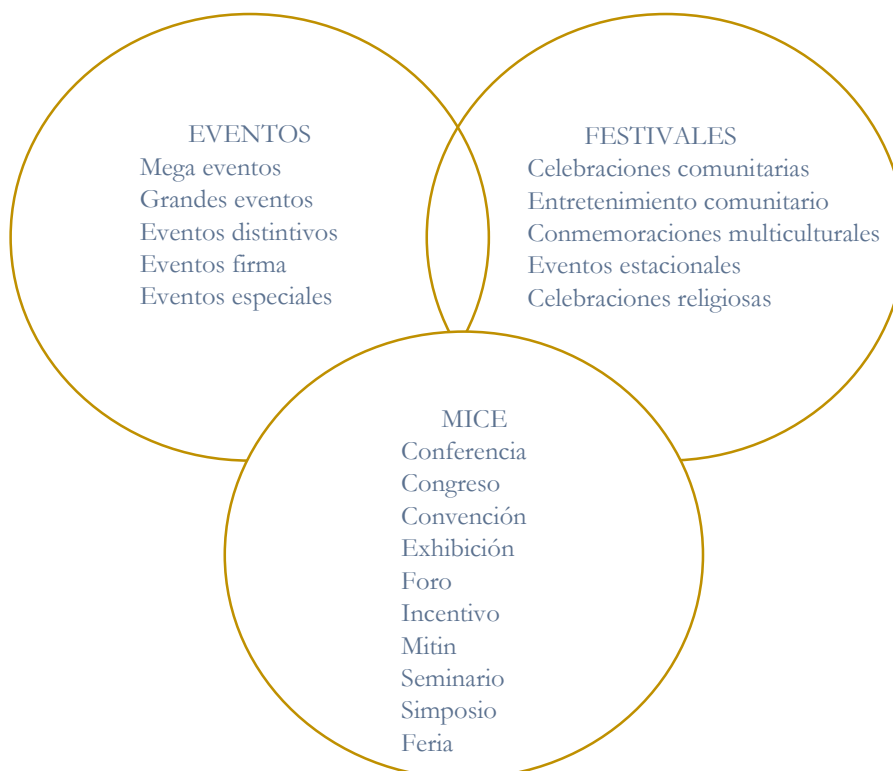 EVENTOS
Mega eventos
Grandes eventos
Eventos distintivos
Eventos firma
Eventos especiales
FESTIVALES
Celebraciones comunitarias
Entretenimiento comunitario
Conmemoraciones multiculturales
Eventos estacionales
Celebraciones religiosas
MICE
Conferencia
Congreso
Convención
Exhibición
Foro
Incentivo
Mitin
Seminario
Simposio
Feria